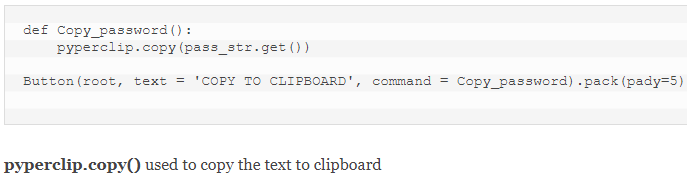 def Copy_password():
    pyperclip.copy(pass_str.get())
Button(root, text = 'COPY TO CLIPBOARD', command = Copy_password).pack(pady=5)
pyperclip.copy() used to copy the text to clipboard